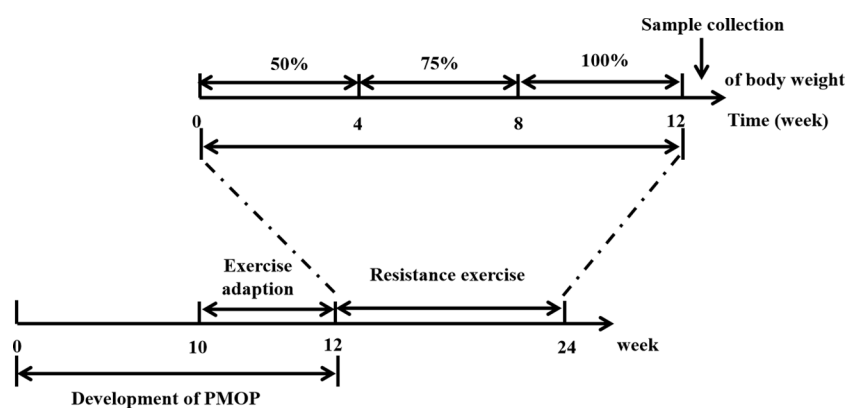 Sample collection
50%
75%
100%
of body weight
0
4
8
12
Time (week)
Exercise
adaption
Resistance exercise
0
10
12
24
week
Development of PMOP